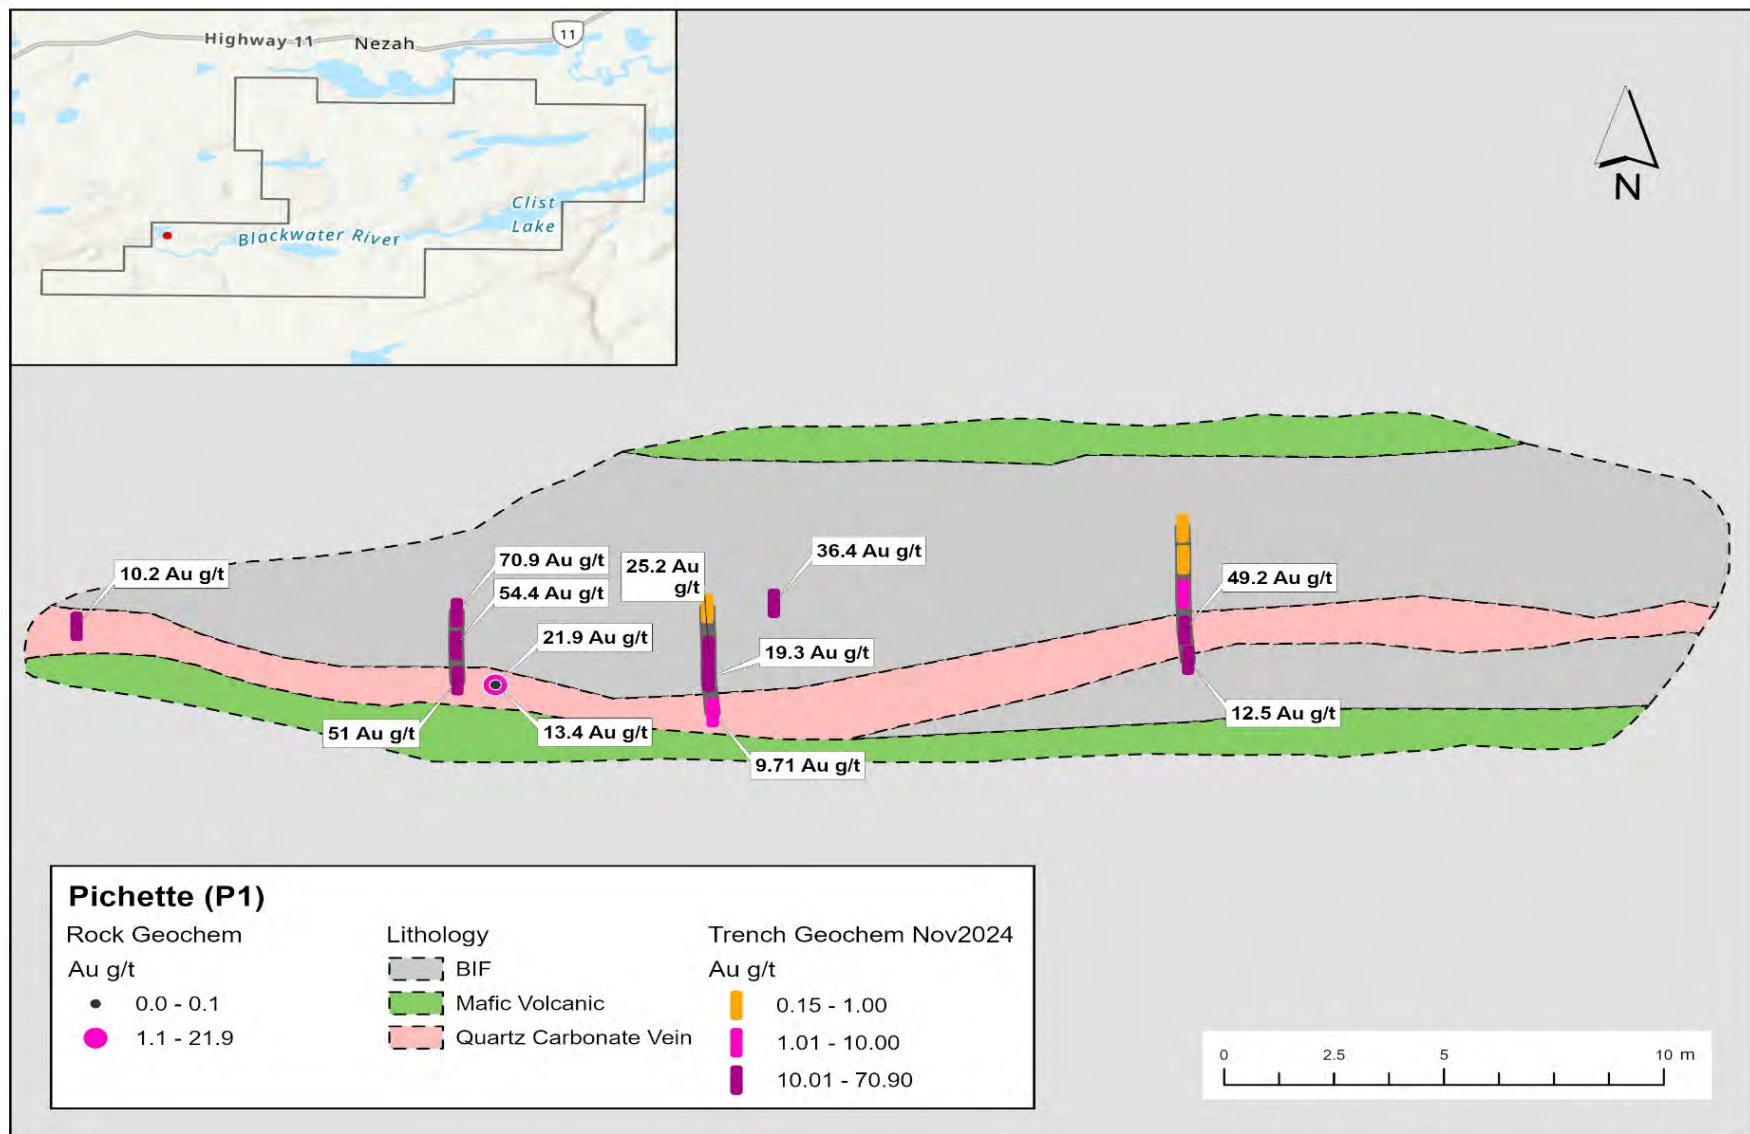 Highway 11
Nezah
11
Clist
Lake
Blackwater River
N
10.2 Au g/t
70.9 Au g/t
54.4 Au g/t
25.2 Au
g/t
36.4 Au g/t
21.9 Au g/t
19.3 Au g/t
49.2 Au g/t
51 Au g/t
13.4 Au g/t
9.71 Au g/t
12.5 Au g/t
Pichette (P1)
Rock Geochem
Au g/t
0.0 - 0.1
1.1 - 21.9
Lithology
BIF
Mafic Volcanic
Quartz Carbonate Vein
Trench Geochem Nov2024
Au g/t
0.15 - 1.00
1.01 - 10.00
10.01 - 70.90
0 2.5 5 10 m